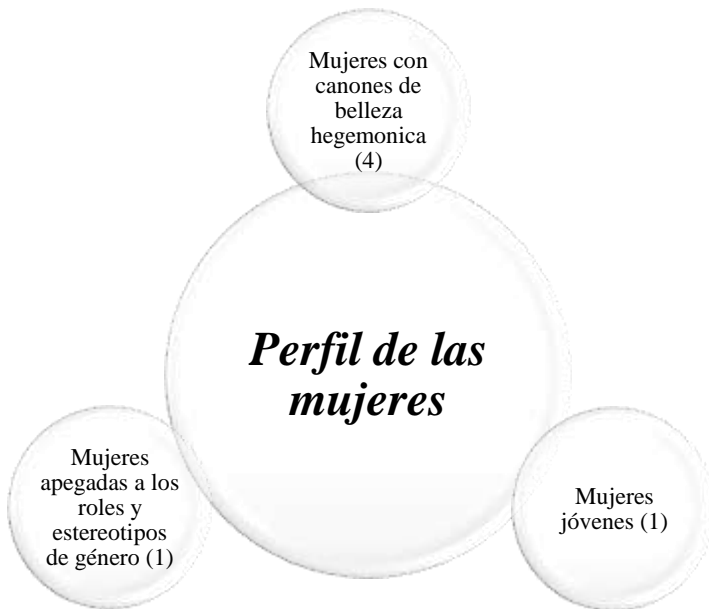 Mujeres con
canones de
belleza
hegemonica
(4)
Perfil de las
mujeres
Mujeres
apegadas a los
roles y
estereotipos
de género (1)
Mujeres
jóvenes (1)